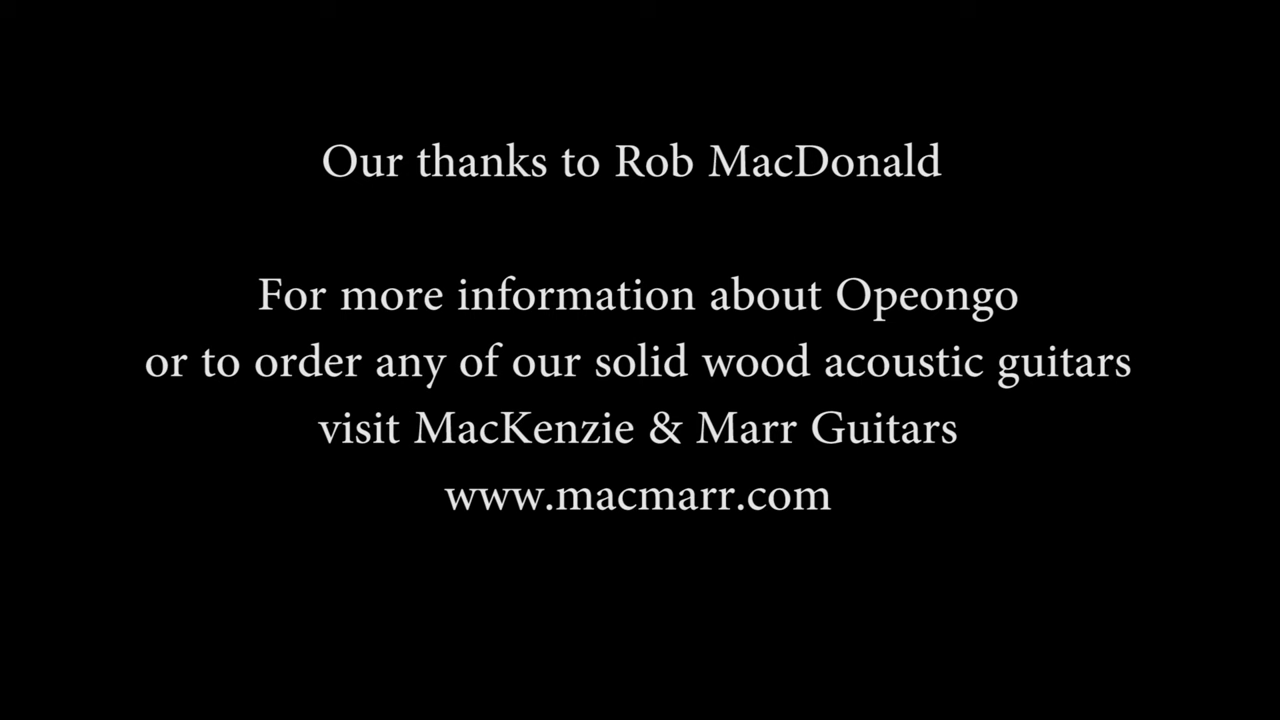 Our thanks to Rob MacDonald
For more information about Opeongo
or to order any of our solid wood acoustic guitars
visit MacKenzie & Marr Guitars
www.macmarr.com